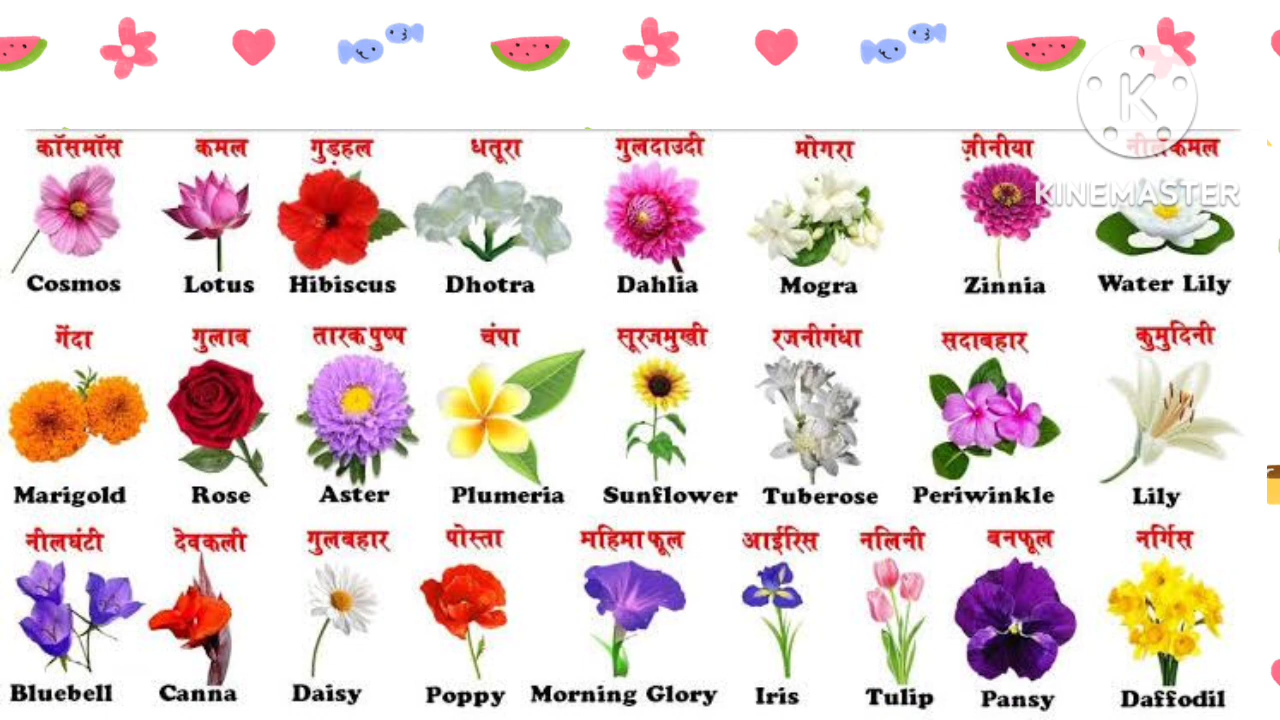 K
KINEMASTER
कॉसमॉस कमल गुड़हल धतूरा गुलदाउदी मोगरा ज़ीनीया नीलकमल
Cosmos Lotus Hibiscus Dhotra Dahlia Mogra Zinnia Water Lily
गेंदा गुलाब तारक पुष्प चंपा सूरजमुखी रजनीगंधा सदाबहार कुमुदिनी
Marigold Rose Aster Plumeria Sunflower Tuberose Periwinkle Lily
नीलघंटी देवकली गुलबहार पोस्ता महिमा फूल आईरिस नलिनी बनफूल नर्गिस
Bluebell Canna Daisy Poppy Morning Glory Iris Tulip Pansy Daffodil